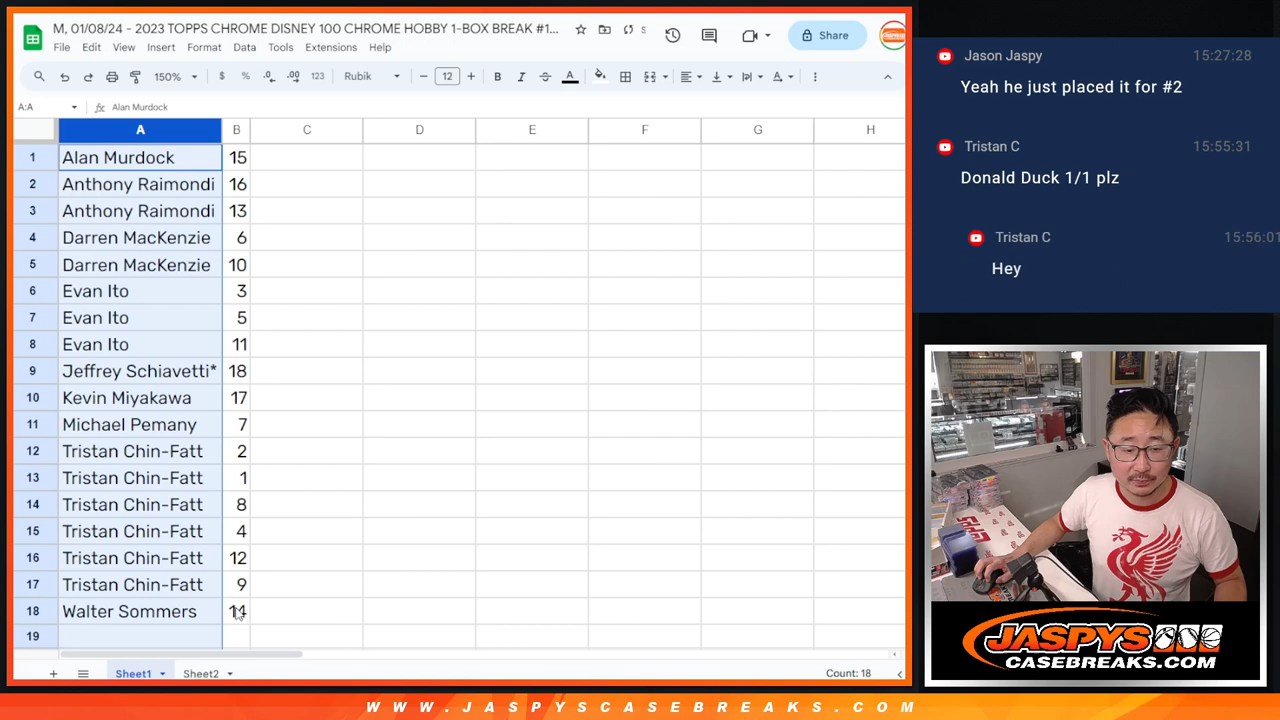 M, 01/08/24 - 2023 TOPPS CHROME DISNEY 100 CHROME HOBBY 1-BOX BREAK #1...
Share
File Edit View Insert Format Data Tools Extensions Help
150% $ % .0 .00 123 Rubik 12 B I A
A:A fx Alan Murdock
A B C D E F G H
1 Alan Murdock 15
2 Anthony Raimondi 16
3 Anthony Raimondi 13
4 Darren MacKenzie 6
5 Darren MacKenzie 10
6 Evan Ito 3
7 Evan Ito 5
8 Evan Ito 11
9 Jeffrey Schiavetti* 18
10 Kevin Miyakawa 17
11 Michael Pemany 7
12 Tristan Chin-Fatt 2
13 Tristan Chin-Fatt 1
14 Tristan Chin-Fatt 8
15 Tristan Chin-Fatt 4
16 Tristan Chin-Fatt 12
17 Tristan Chin-Fatt 9
18 Walter Sommers 14
19
Sheet1 Sheet2 Count: 18
Jason Jaspy 15:27:28
Yeah he just placed it for #2
Tristan C 15:55:31
Donald Duck 1/1 plz
Tristan C 15:56:01
Hey
JASPYS
CASEBREAKS.COM
WWW.JASPYSCASEBREAKS.COM